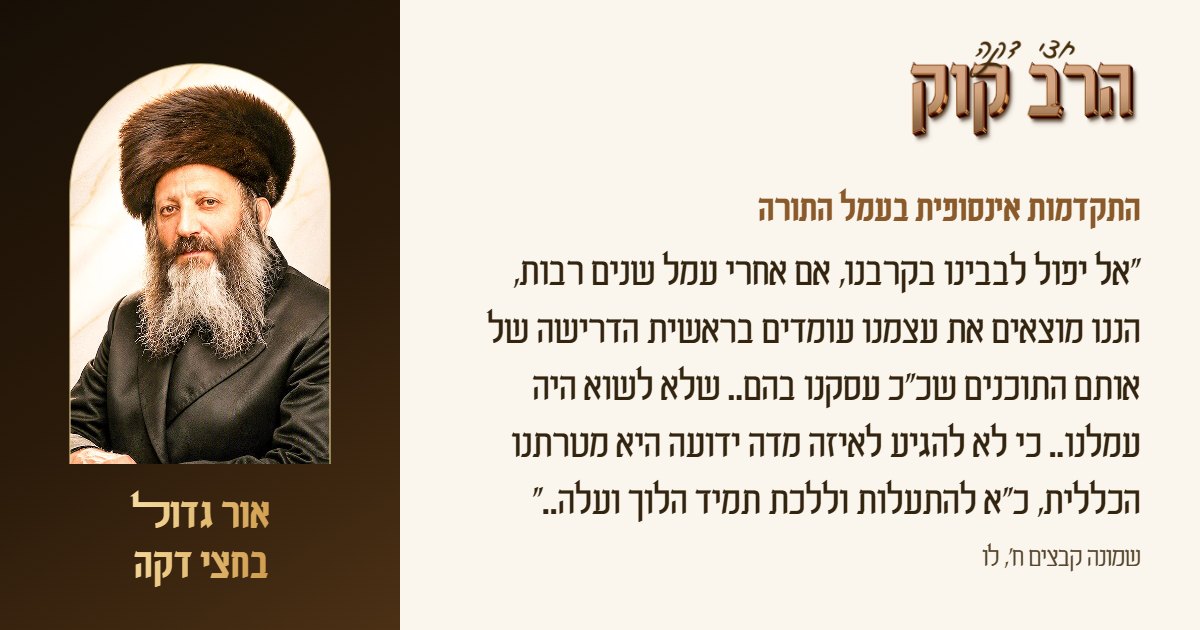 חצי דקה
הרב קוק
התקדמות אינסופית בעמל התורה
"אל יפול לבבינו בקרבנו, אם אחרי עמל שנים רבות,
הננו מוצאים את עצמנו עומדים בראשית הדרישה של
אותם התוכנים שכ"כ עסקנו בהם.. שלא לשוא היה
עמלנו.. כי לא להגיע לאיזה מדה ידועה היא מטרתנו
הכללית, כ"א להתעלות וללכת תמיד הלוך ועלה.."
שמונה קבצים ח', לו
אור גדול
בחצי דקה